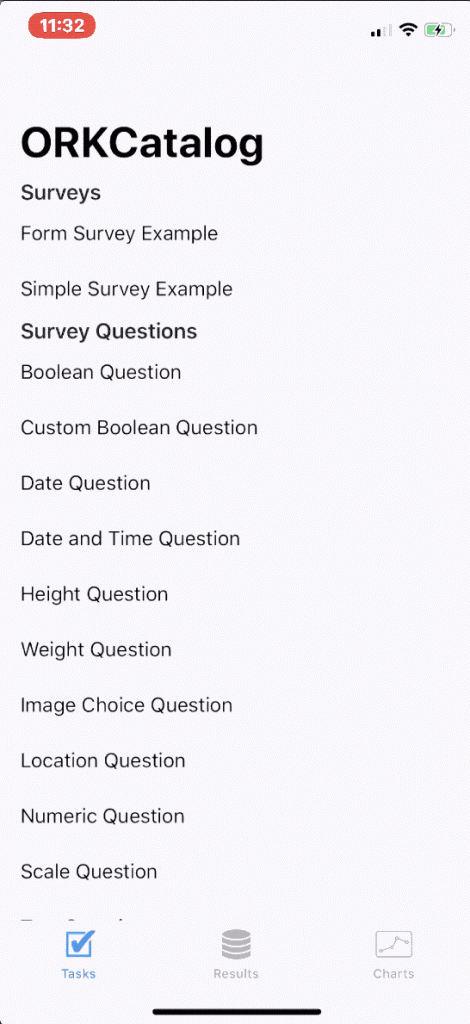 11:32
ORKCatalog
Surveys
Form Survey Example
Simple Survey Example
Survey Questions
Boolean Question
Custom Boolean Question
Date Question
Date and Time Question
Height Question
Weight Question
Image Choice Question
Location Question
Numeric Question
Scale Question
Tasks
Results
Charts